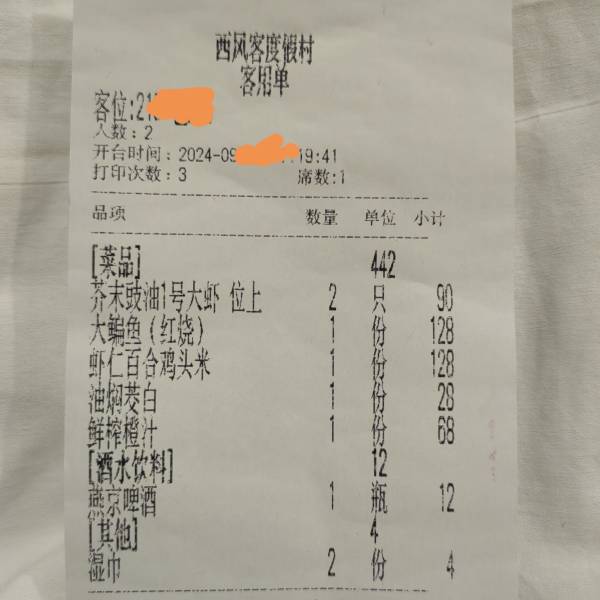 西风客度假村
客用单
客位:21
人数:2
开台时间:2024-09 19:41
打印次数:3 席数:1
品项 数量 单位 小计
[菜品] 442
芥末豉油1号大虾 位上 2 只 90
大鳊鱼(红烧) 1 份 128
虾仁百合鸡头米 1 份 128
油焖茭白 1 份 28
鲜榨橙汁 1 份 68
[酒水饮料] 12
燕京啤酒 1 瓶 12
[其他] 4
湿巾 2 份 4